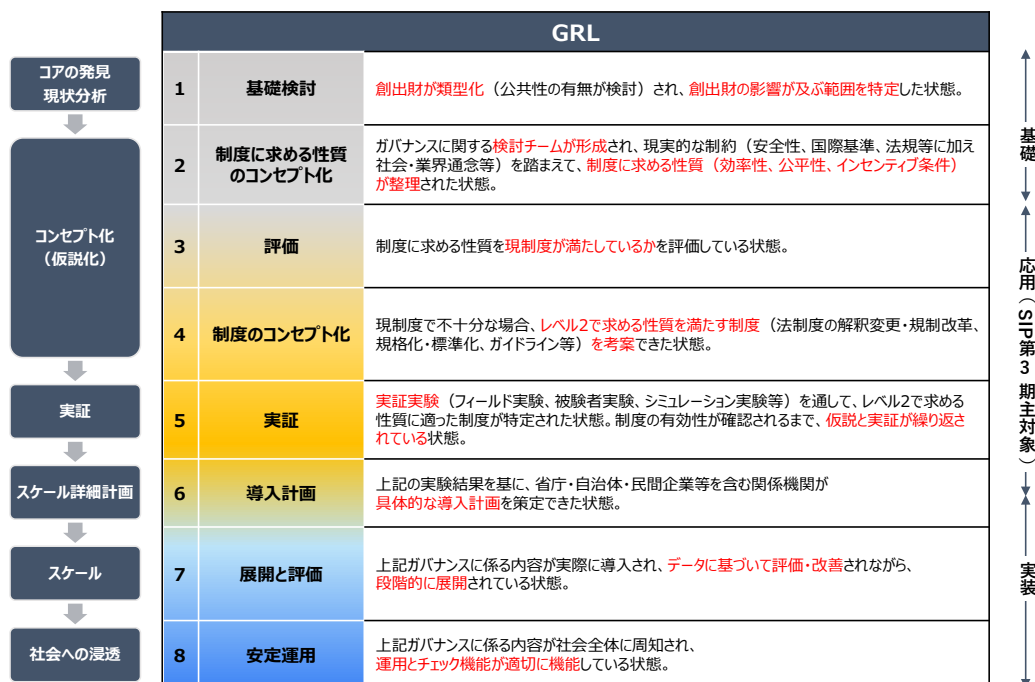 GRL
コアの発見
現状分析
コンセプト化
（仮説化）
実証
スケール詳細計画
スケール
社会への浸透
1
基礎検討
創出財が類型化（公共性の有無が検討）され、創出財の影響が及ぶ範囲を特定した状態。
2
制度に求める性質
のコンセプト化
ガバナンスに関する検討チームが形成され、現実的な制約（安全性、国際基準、法規等に加え
社会・業界通念等）を踏まえて、制度に求める性質（効率性、公平性、インセンティブ条件）
が整理された状態。
3
評価
制度に求める性質を現制度が満たしているかを評価している状態。
4
制度のコンセプト化
現制度で不十分な場合、レベル2で求める性質を満たす制度（法制度の解釈変更・規制改革、
規格化・標準化、ガイドライン等）を考案できた状態。
5
実証
実証実験（フィールド実験、被験者実験、シミュレーション実験等）を通して、レベル2で求める
性質に適った制度が特定された状態。制度の有効性が確認されるまで、仮説と実証が繰り返さ
れている状態。
6
導入計画
上記の実験結果を基に、省庁・自治体・民間企業等を含む関係機関が
具体的な導入計画を策定できた状態。
7
展開と評価
上記ガバナンスに係る内容が実際に導入され、データに基づいて評価・改善されながら、
段階的に展開されている状態。
8
安定運用
上記ガバナンスに係る内容が社会全体に周知され、
運用とチェック機能が適切に機能している状態。
基礎
応用（SIP第3期主対象）
実装